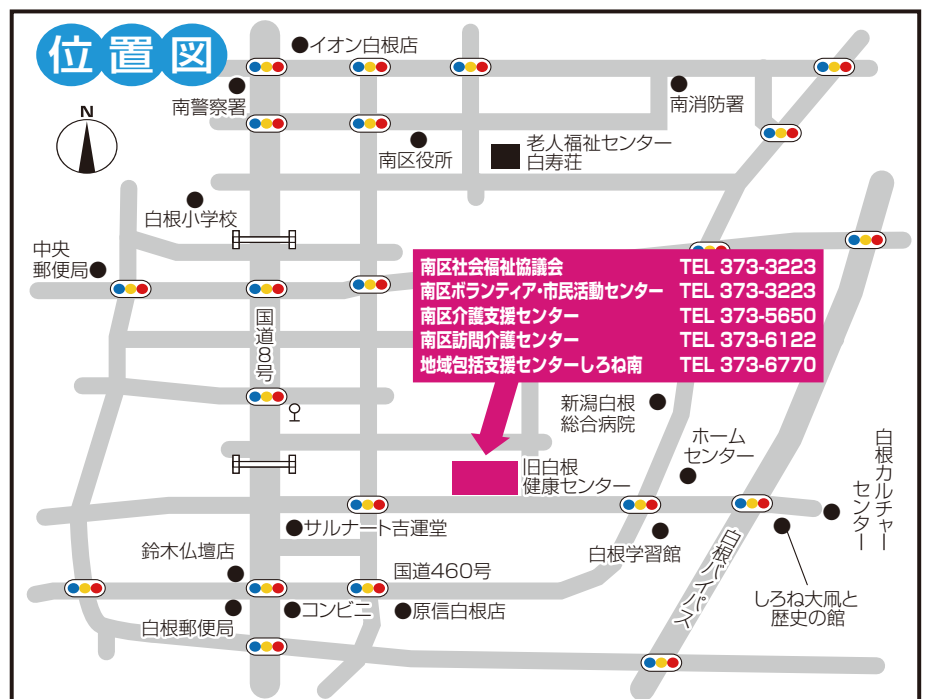 位置図
N
イオン白根店
南警察署
南消防署
南区役所
老人福祉センター
白寿荘
白根小学校
中央
郵便局
南区社会福祉協議会 TEL 373-3223
南区ボランティア・市民活動センター TEL 373-3223
南区介護支援センター TEL 373-5650
南区訪問介護センター TEL 373-6122
地域包括支援センターしろね南 TEL 373-6770
国道8号
新潟白根
総合病院
ホーム
センター
白根カルチャー
センター
旧白根
健康センター
サルナート吉運堂
白根学習館
白根バイパス
鈴木仏壇店
国道460号
しろね大凧と
歴史の館
コンビニ
原信白根店
白根郵便局